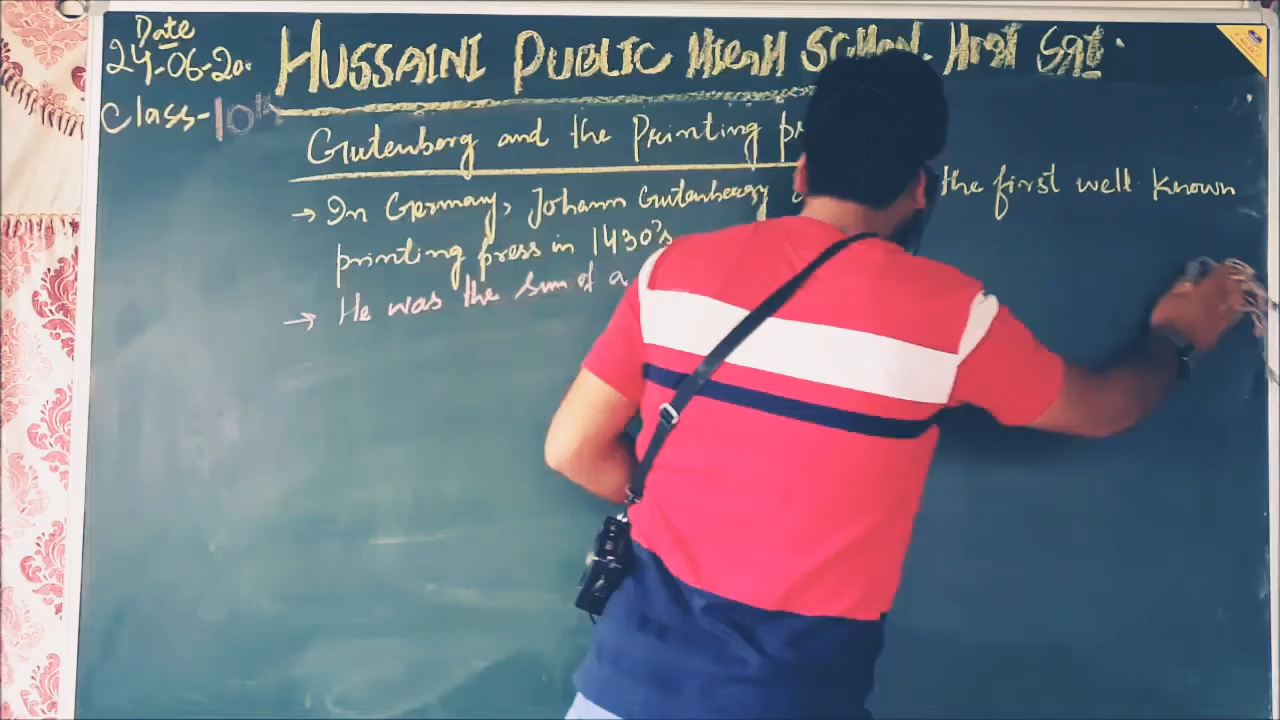 Date
24-06-20.
Class-10th
HUSSAINI PUBLIC HIGH SCHOOL,
Gutenberg and the Printing
→ In Germany, Johann Gutenberg the first well known
printing press in 1430's
→ He was the sun of a